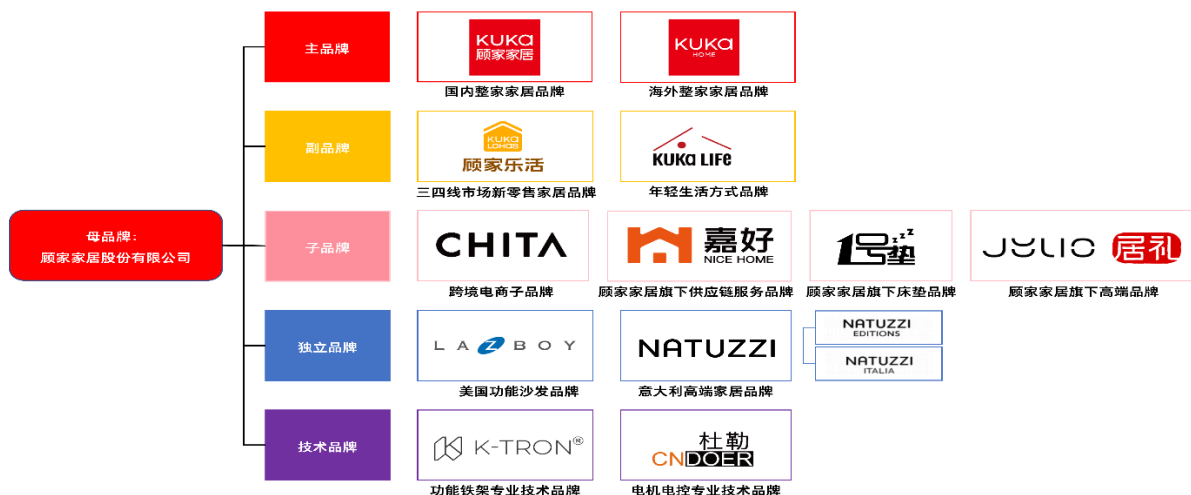 母品牌：
顾家家居股份有限公司
主品牌
KUKa
顾家家居
国内整家家居品牌
KUKa
HOME
海外整家家居品牌
副品牌
KUKa
LOHAS
顾家乐活
三四线市场新零售家居品牌
KUKa LIFe
年轻生活方式品牌
子品牌
CHITA
跨境电商子品牌
嘉好
NICE HOME
顾家家居旗下供应链服务品牌
1号垫zzz
顾家家居旗下床垫品牌
JULIC 居礼
顾家家居旗下高端品牌
独立品牌
LAZBOY
美国功能沙发品牌
NATUZZI
意大利高端家居品牌
NATUZZI
EDITIONS
NATUZZI
ITALIA
技术品牌
K-TRON®
功能铁架专业技术品牌
杜勒
CNDOER
电机电控专业技术品牌